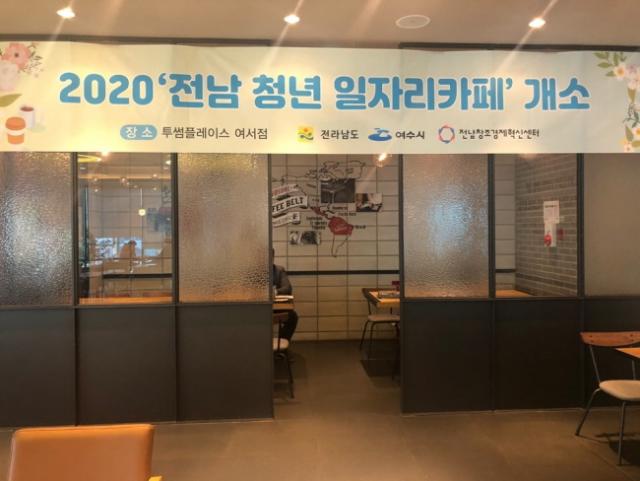 2020 '전남 청년 일자리카페' 개소
장 소 투썸플레이스 여서점 전라남도 여수시 전남창조경제혁신센터
FEE BELT